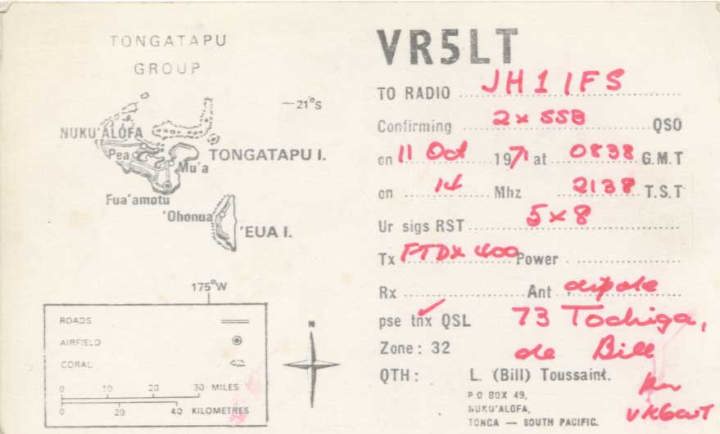 TONGATAPU
GROUP
21°S
NUKU'ALOFA
Pea
Mu'a
TONGATAPU I.
Fua'amotu
'Ohonua
'EUA I.
175°W
ROADS
AIRFIELD
CORAL
0 10 20 30 MILES
0 20 40 KILOMETRES
N
VR5LT
TO RADIO JH1IFS
Confirming 2x SSB QSO
on 11 Oct 1971 at 0838 G.M.T
on 14 Mhz 2138 T.S.T
Ur sigs RST 5x8
Tx FTDX 400 Power
Rx Ant dipole
pse tnx QSL 73 Tochiga,
Zone: 32 de Bill
QTH: L. (Bill) Toussaint.
P O BOX 49,
NUKU'ALOFA,
TONGA — SOUTH PACIFIC.